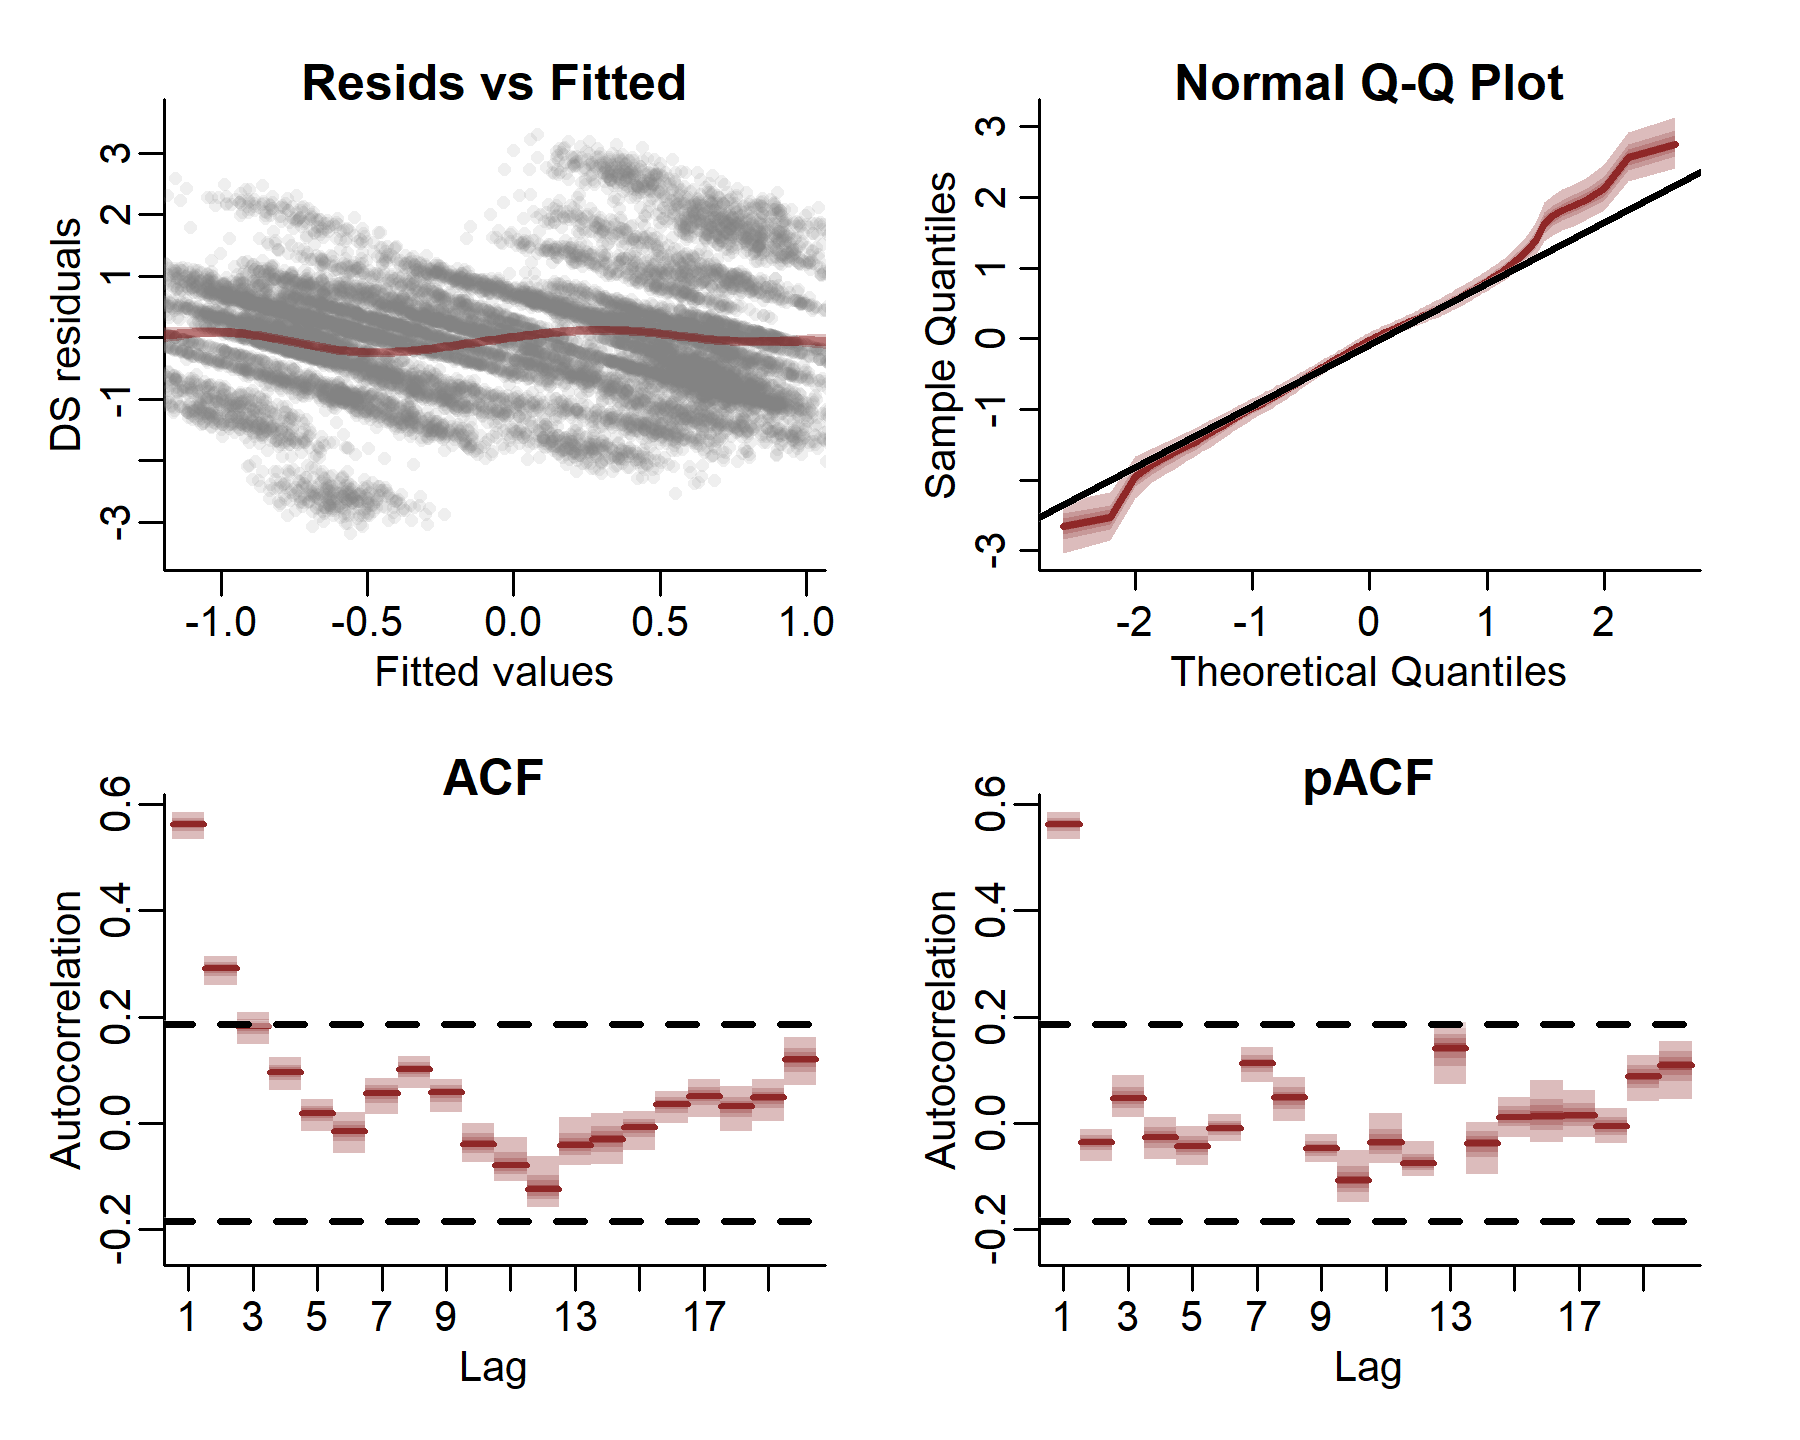 Resids vs Fitted
DS residuals
3
2
1
-1
-3
-1.0 -0.5 0.0 0.5 1.0
Fitted values
Normal Q-Q Plot
Sample Quantiles
3
2
1
0
-1
-3
-2 -1 0 1 2
Theoretical Quantiles
ACF
Autocorrelation
0.6
0.4
0.2
0.0
-0.2
1 3 5 7 9 13 17
Lag
pACF
Autocorrelation
0.6
0.4
0.2
0.0
-0.2
1 3 5 7 9 13 17
Lag